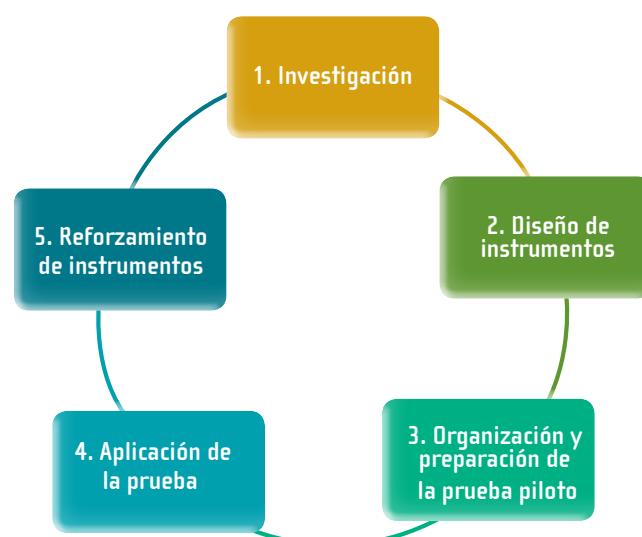 1. Investigación
2. Diseño de
instrumentos
3. Organización y
preparación de
la prueba piloto
4. Aplicación de
la prueba
5. Reforzamiento
de instrumentos